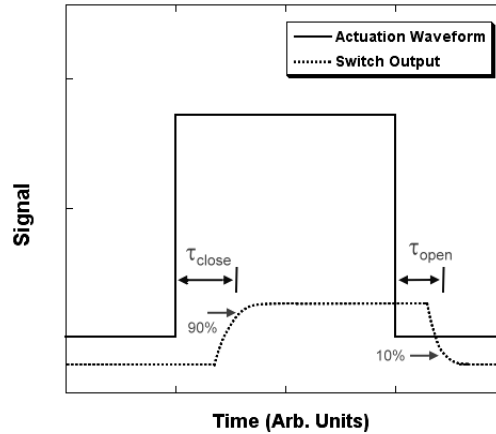 Actuation Waveform
Switch Output
Signal
τclose
τopen
90%
10%
Time (Arb. Units)